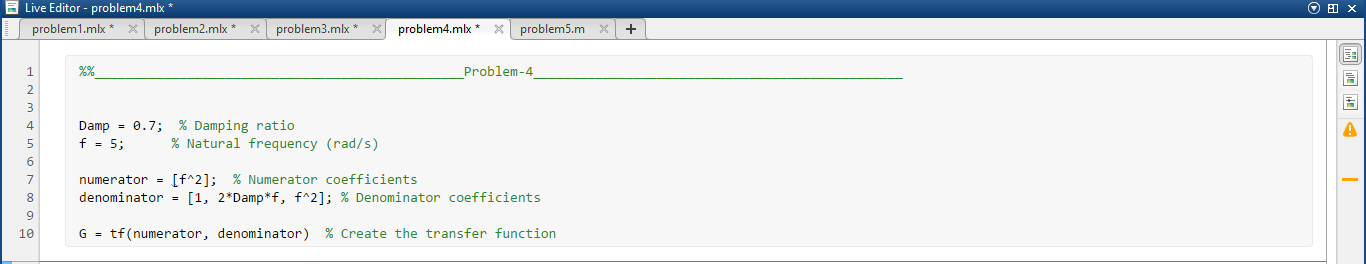 Live Editor - problem4.mlx *
problem1.mlx * problem2.mlx * problem3.mlx * problem4.mlx * problem5.m
1 %%________________________________________________Problem-4________________________________________________
2
3
4 Damp = 0.7;  % Damping ratio
5 f = 5;      % Natural frequency (rad/s)
6
7 numerator = [f^2];  % Numerator coefficients
8 denominator = [1, 2*Damp*f, f^2]; % Denominator coefficients
9
10 G = tf(numerator, denominator)  % Create the transfer function